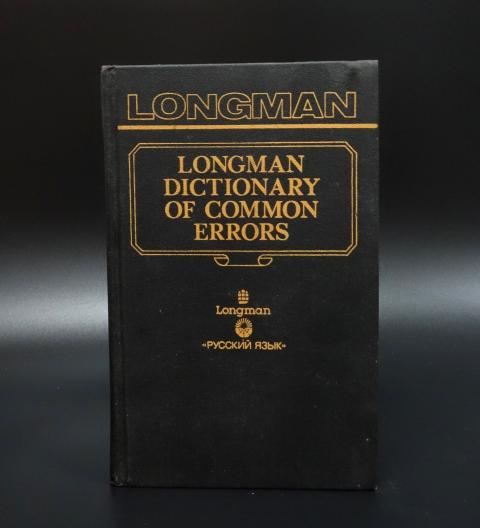 LONGMAN
LONGMAN
DICTIONARY
OF COMMON
ERRORS
Longman
«РУССКИЙ ЯЗЫК»